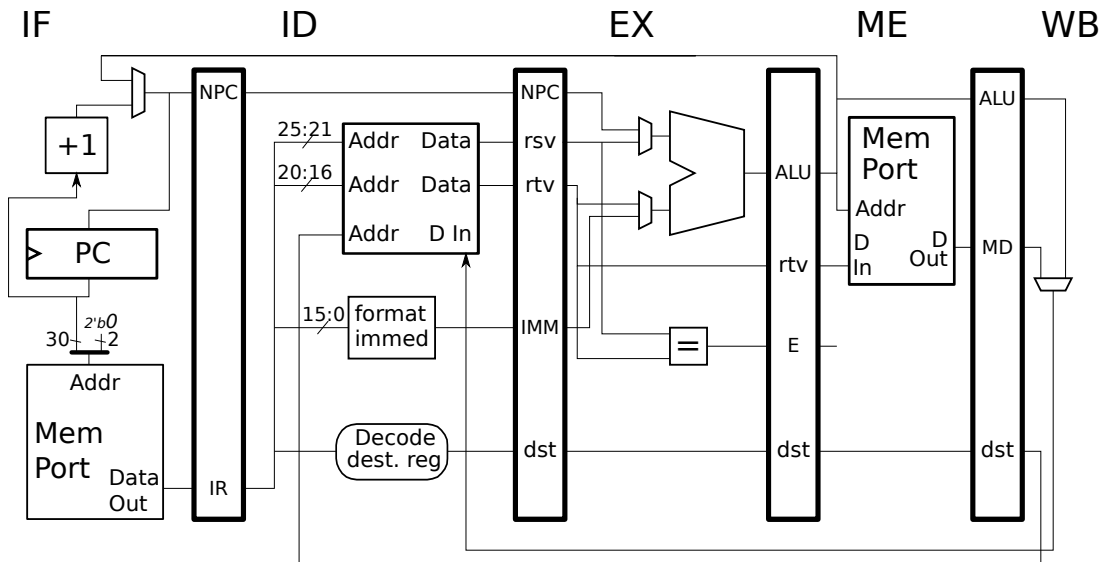 IF ID EX ME WB
NPC NPC ALU
+1
25:21 Addr Data rsv
Mem
Port
20:16 Addr Data rtv ALU
Addr
Addr D In
PC
D D
In Out
MD
rtv
2'b0
30 2
15:0 format
immed
IMM
= E
Addr
Mem
Port
Decode
dest. reg
dst dst dst
Data
Out
IR